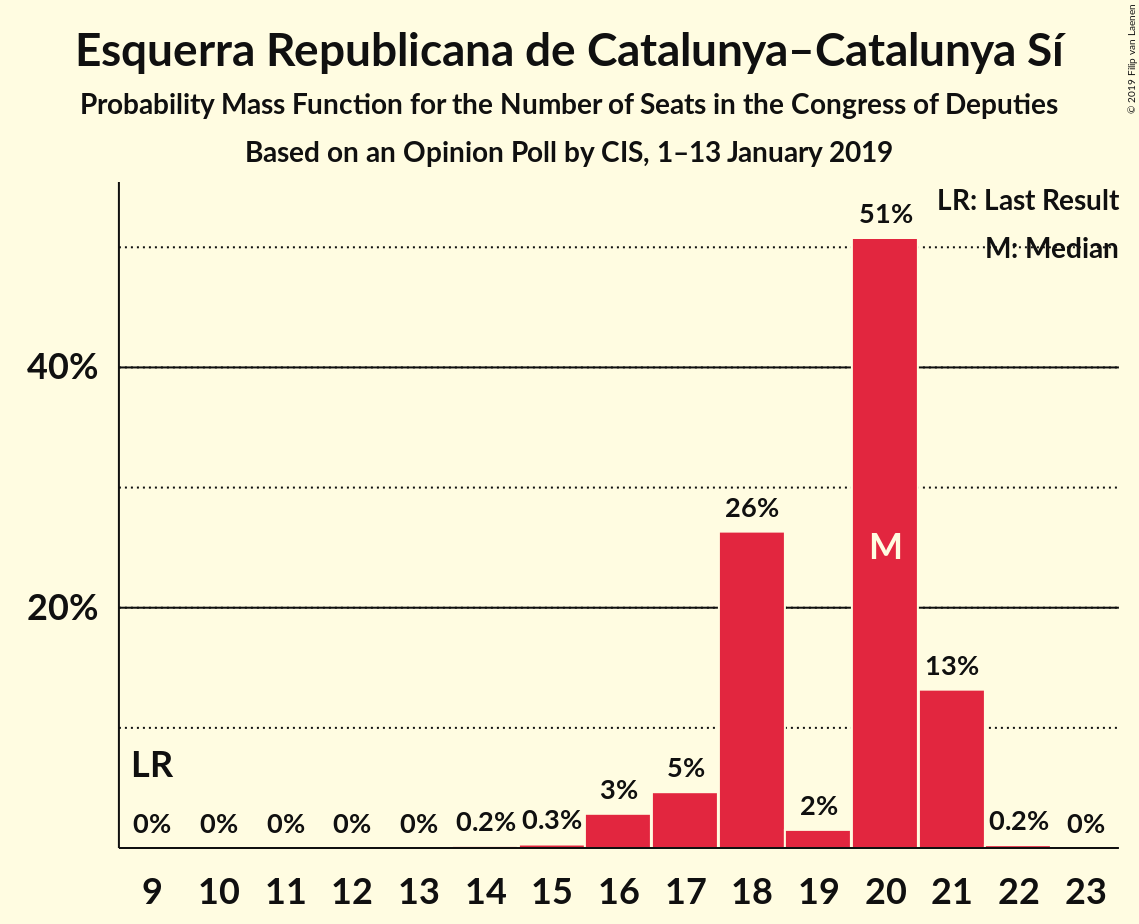 Esquerra Republicana de Catalunya–Catalunya Sí
Probability Mass Function for the Number of Seats in the Congress of Deputies
Based on an Opinion Poll by CIS, 1–13 January 2019
© 2019 Filip van Laenen
LR: Last Result
M: Median
40%
20%
51%
26%
M
13%
LR
5%
3%
2%
0% 0% 0% 0% 0% 0.2% 0.3% 0.2% 0%
9 10 11 12 13 14 15 16 17 18 19 20 21 22 23